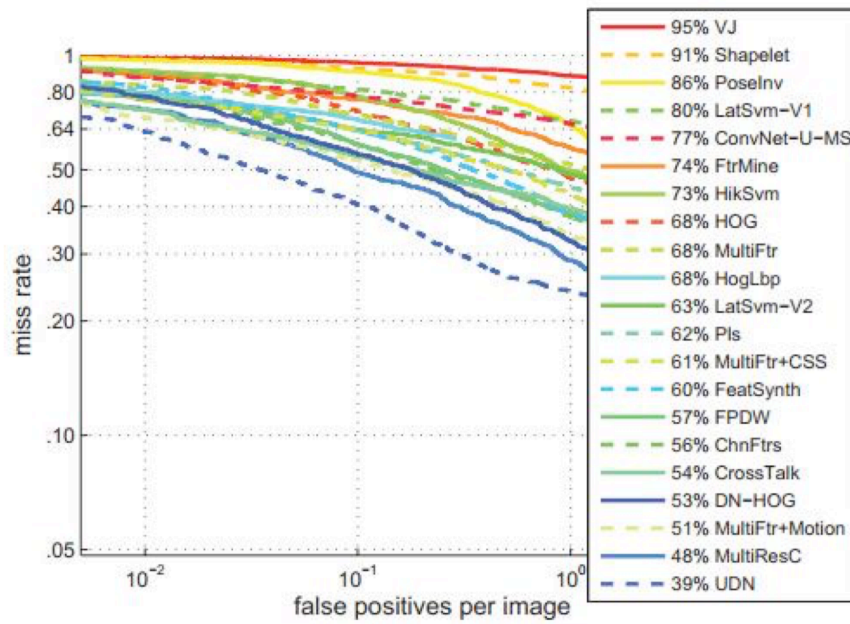 1
.80
.64
.50
.40
.30
.20
.10
.05
miss rate
10⁻²
10⁻¹
10⁰
false positives per image
95% VJ
91% Shapelet
86% PoseInv
80% LatSvm−V1
77% ConvNet−U−MS
74% FtrMine
73% HikSvm
68% HOG
68% MultiFtr
68% HogLbp
63% LatSvm−V2
62% Pls
61% MultiFtr+CSS
60% FeatSynth
57% FPDW
56% ChnFtrs
54% CrossTalk
53% DN−HOG
51% MultiFtr+Motion
48% MultiResC
39% UDN